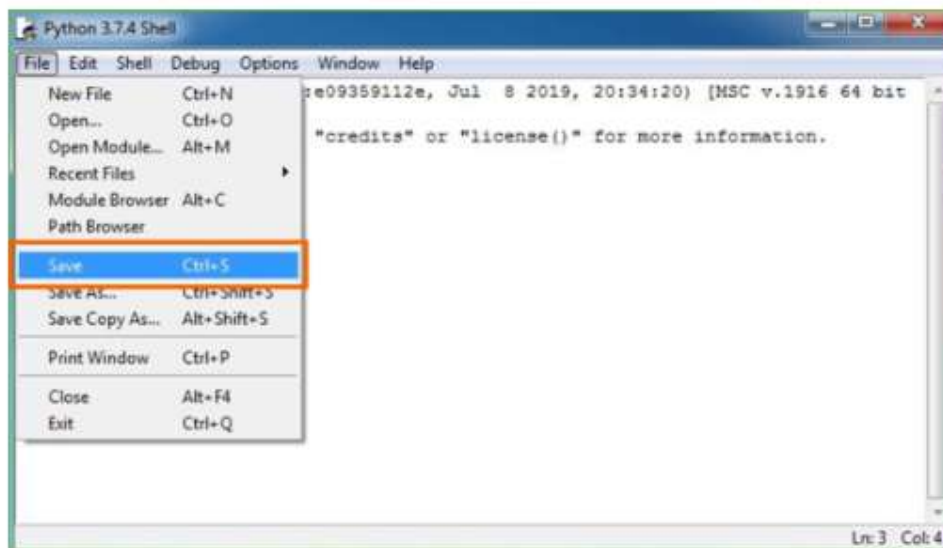 Python 3.7.4 Shell
File Edit Shell Debug Options Window Help
:e09359112e, Jul 8 2019, 20:34:20) [MSC v.1916 64 bit
"credits" or "license()" for more information.
New File Ctrl+N
Open... Ctrl+O
Open Module... Alt+M
Recent Files
Module Browser Alt+C
Path Browser
Save Ctrl+S
Save As... Ctrl+Shift+S
Save Copy As... Alt+Shift+S
Print Window Ctrl+P
Close Alt+F4
Exit Ctrl+Q
Ln: 3 Col: 4